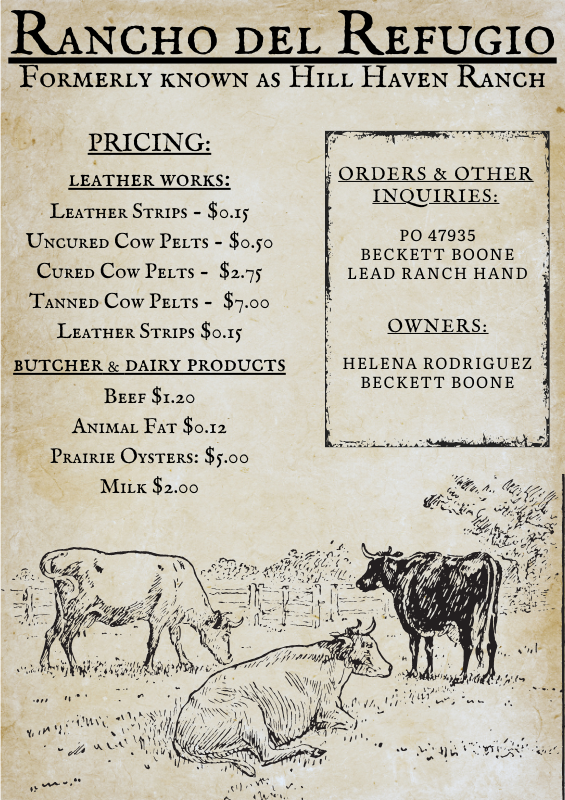 Rancho del Refugio
Formerly known as Hill Haven Ranch
PRICING:
LEATHER WORKS:
Leather Strips - $0.15
Uncured Cow Pelts - $0.50
Cured Cow Pelts - $2.75
Tanned Cow Pelts - $7.00
Leather Strips $0.15
BUTCHER & DAIRY PRODUCTS
Beef $1.20
Animal Fat $0.12
Prairie Oysters: $5.00
Milk $2.00
ORDERS & OTHER
INQUIRIES:
PO 47935
BECKETT BOONE
LEAD RANCH HAND
OWNERS:
HELENA RODRIGUEZ
BECKETT BOONE